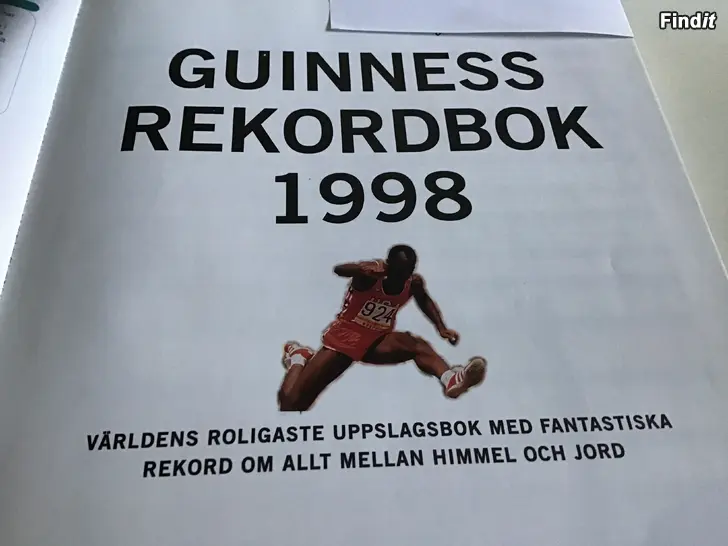 Findit
GUINNESS
REKORDBOK
1998
924
VÄRLDENS ROLIGASTE UPPSLAGSBOK MED FANTASTISKA
REKORD OM ALLT MELLAN HIMMEL OCH JORD